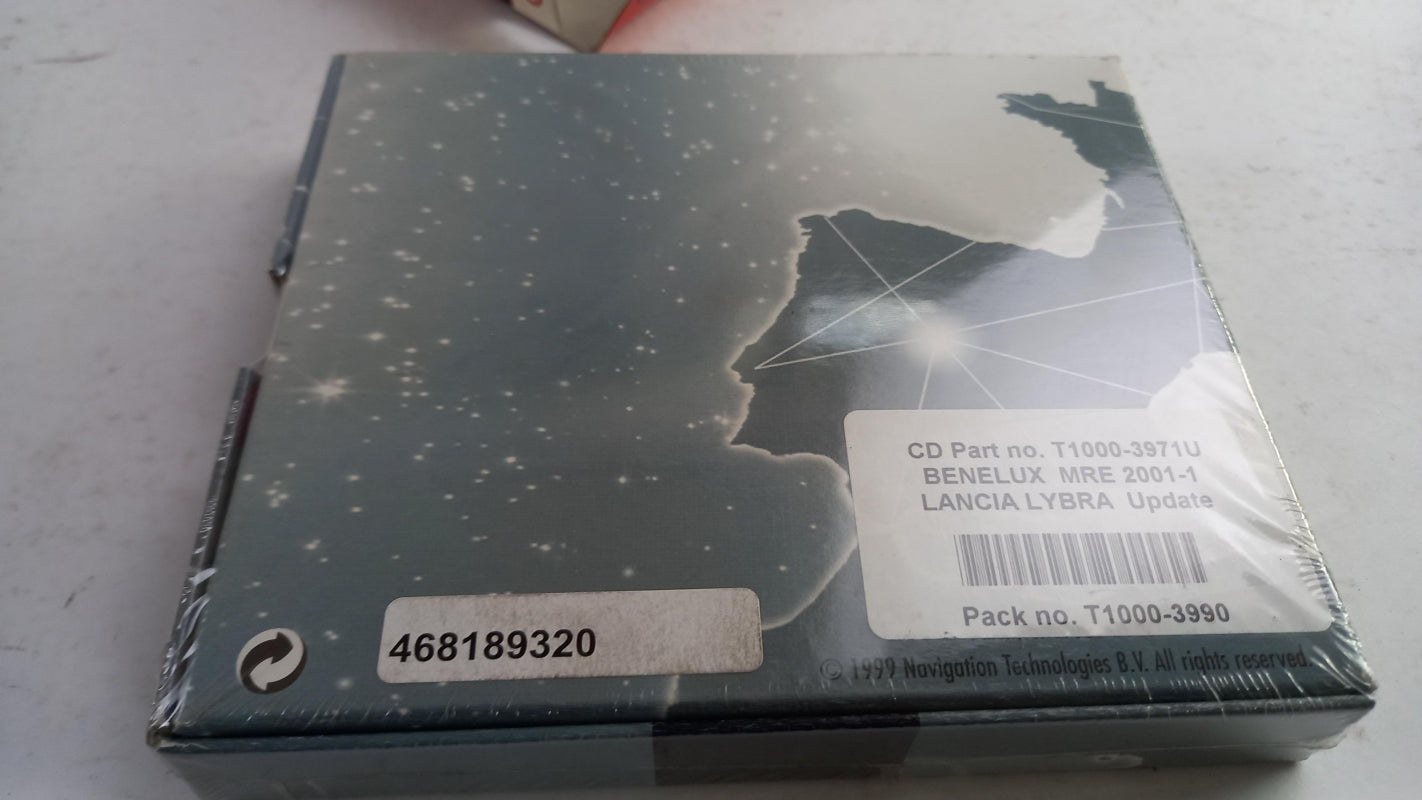 CD Part no. T1000-3971U
BENELUX MRE 2001-1
LANCIA LYBRA Update
Pack no. T1000-3990
468189320
© 1999 Navigation Technologies B.V. All rights reserved.